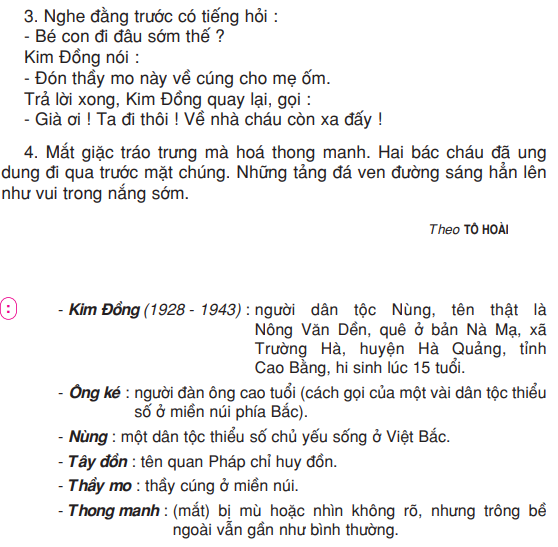 3. Nghe đằng trước có tiếng hỏi :
- Bé con đi đâu sớm thế ?
Kim Đồng nói :
- Đón thầy mo này về cúng cho mẹ ốm.
Trả lời xong, Kim Đồng quay lại, gọi :
- Già ơi ! Ta đi thôi ! Về nhà cháu còn xa đấy !
4. Mắt giặc tráo trưng mà hoá thong manh. Hai bác cháu đã ung
dung đi qua trước mặt chúng. Những tảng đá ven đường sáng hẳn lên
như vui trong nắng sớm.
Theo TÔ HOÀI
:
- Kim Đồng (1928 - 1943) : người dân tộc Nùng, tên thật là
Nông Văn Dền, quê ở bản Nà Mạ, xã
Trường Hà, huyện Hà Quảng, tỉnh
Cao Bằng, hi sinh lúc 15 tuổi.
- Ông ké : người đàn ông cao tuổi (cách gọi của một vài dân tộc thiểu
số ở miền núi phía Bắc).
- Nùng : một dân tộc thiểu số chủ yếu sống ở Việt Bắc.
- Tây đồn : tên quan Pháp chỉ huy đồn.
- Thầy mo : thầy cúng ở miền núi.
- Thong manh : (mắt) bị mù hoặc nhìn không rõ, nhưng trông bề
ngoài vẫn gần như bình thường.